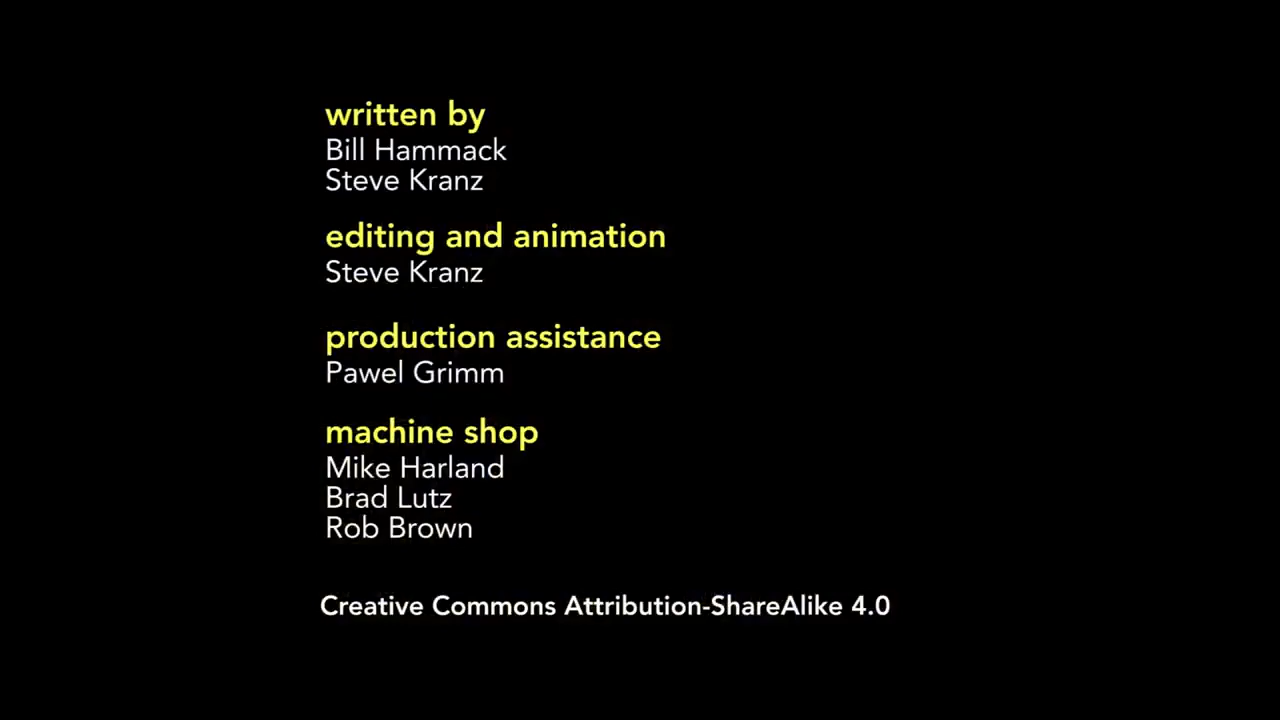 written by
Bill Hammack
Steve Kranz
editing and animation
Steve Kranz
production assistance
Pawel Grimm
machine shop
Mike Harland
Brad Lutz
Rob Brown
Creative Commons Attribution-ShareAlike 4.0